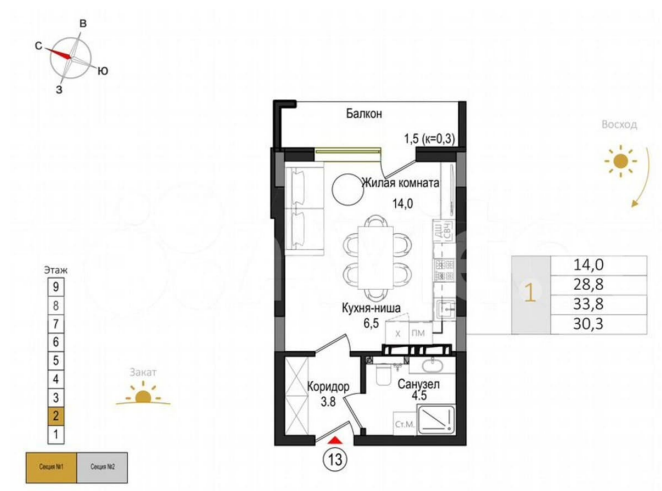 В
С
Ю
З
Балкон
1,5 (к=0,3)
Восход
Жилая комната
14,0
СВЧ
Этаж
9
8
7
6
5
4
3
2
1
1
14,0
28,8
33,8
30,3
Кухня-ниша
6,5
Х
ПМ
Закат
Коридор
3.8
Санузел
4.5
Ст.М.
13
Секция №1
Секция №2